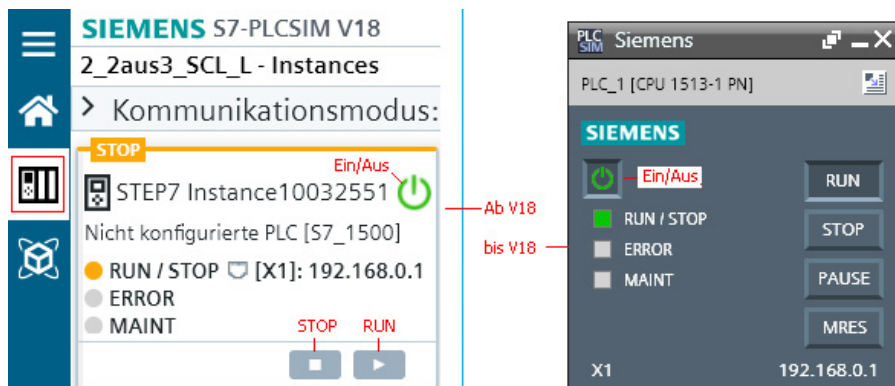 SIEMENS S7-PLCSIM V18
2_2aus3_SCL_L - Instances
> Kommunikationsmodus:
STOP
Ein/Aus
STEP7 Instance10032551
Nicht konfigurierte PLC [S7_1500]
RUN / STOP [X1]: 192.168.0.1
ERROR
MAINT
STOP RUN
Ab V18
bis V18
PLC SIM Siemens
PLC_1 [CPU 1513-1 PN]
SIEMENS
Ein/Aus
RUN
RUN / STOP
STOP
ERROR
MAINT
PAUSE
MRES
X1 192.168.0.1